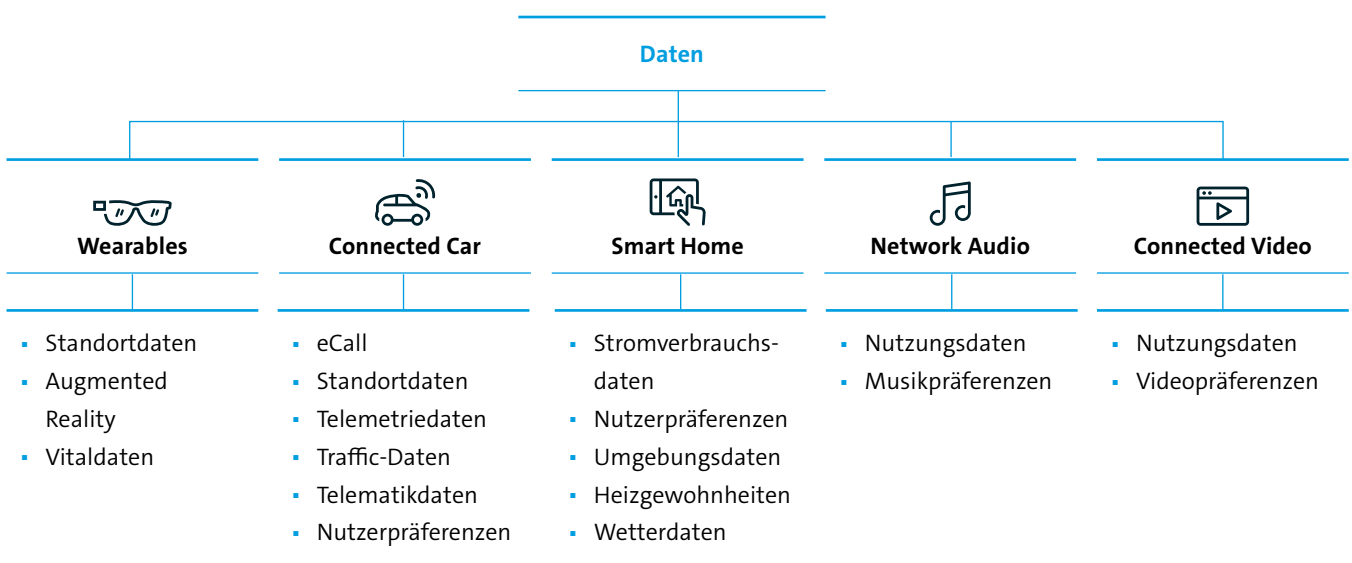 Daten
Wearables
Standortdaten
Augmented
Reality
Vitaldaten
Connected Car
eCall
Standortdaten
Telemetriedaten
Traffic-Daten
Telematikdaten
Nutzerpräferenzen
Smart Home
Stromverbrauchs-
daten
Nutzerpräferenzen
Umgebungsdaten
Heizgewohnheiten
Wetterdaten
Network Audio
Nutzungsdaten
Musikpräferenzen
Connected Video
Nutzungsdaten
Videopräferenzen